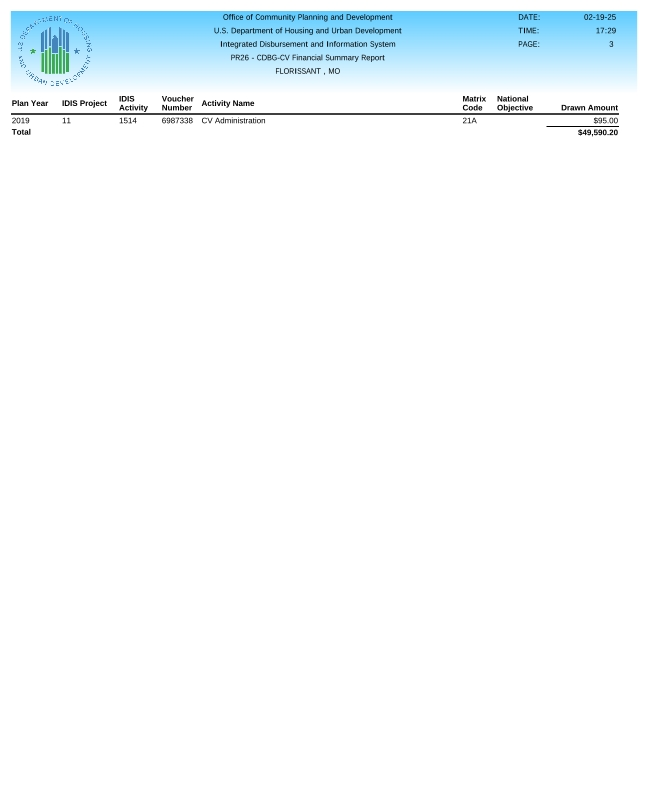 U.S. DEPARTMENT OF HOUSING AND URBAN DEVELOPMENT
Office of Community Planning and Development
U.S. Department of Housing and Urban Development
Integrated Disbursement and Information System
PR26 - CDBG-CV Financial Summary Report
FLORISSANT , MO
DATE: 02-19-25
TIME: 17:29
PAGE: 3
Plan Year IDIS Project IDIS Activity Voucher Number Activity Name Matrix Code National Objective Drawn Amount
2019 11 1514 6987338 CV Administration 21A $95.00
Total $49,590.20